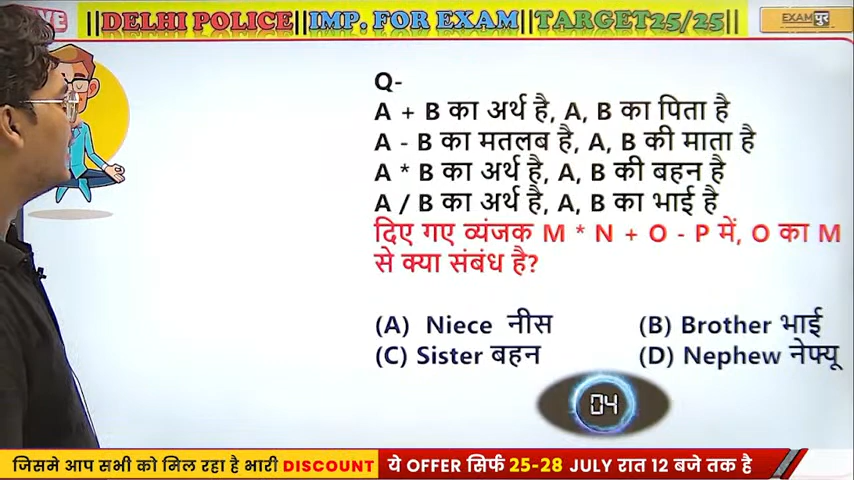 LIVE
||DELHI POLICE||IMP. FOR EXAM||TARGET25/25||
EXAMपुर
Q-
A + B का अर्थ है, A, B का पिता है
A - B का मतलब है, A, B की माता है
A * B का अर्थ है, A, B की बहन है
A / B का अर्थ है, A, B का भाई है
दिए गए व्यंजक M * N + O - P में, O का M
से क्या संबंध है?
(A) Niece नीस (B) Brother भाई
(C) Sister बहन (D) Nephew नेफ्यू
04
जिसमे आप सभी को मिल रहा है भारी DISCOUNT ये OFFER सिर्फ 25-28 JULY रात 12 बजे तक है